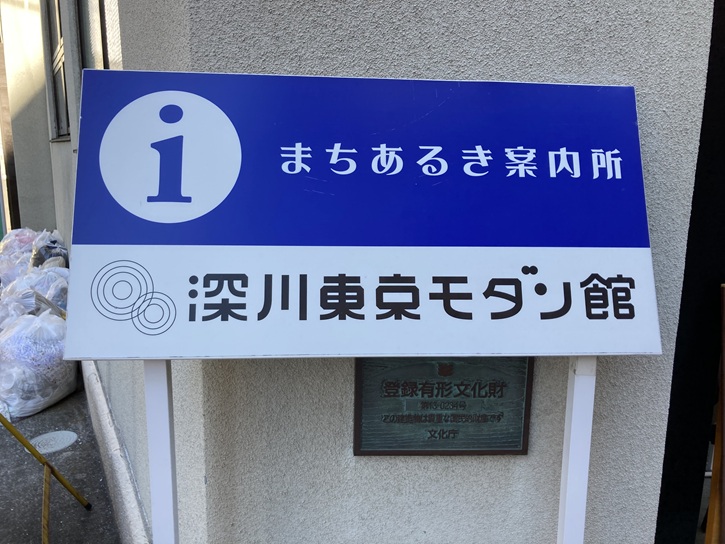 i
まちあるき案内所
深川東京モダン館
登録有形文化財
文化庁